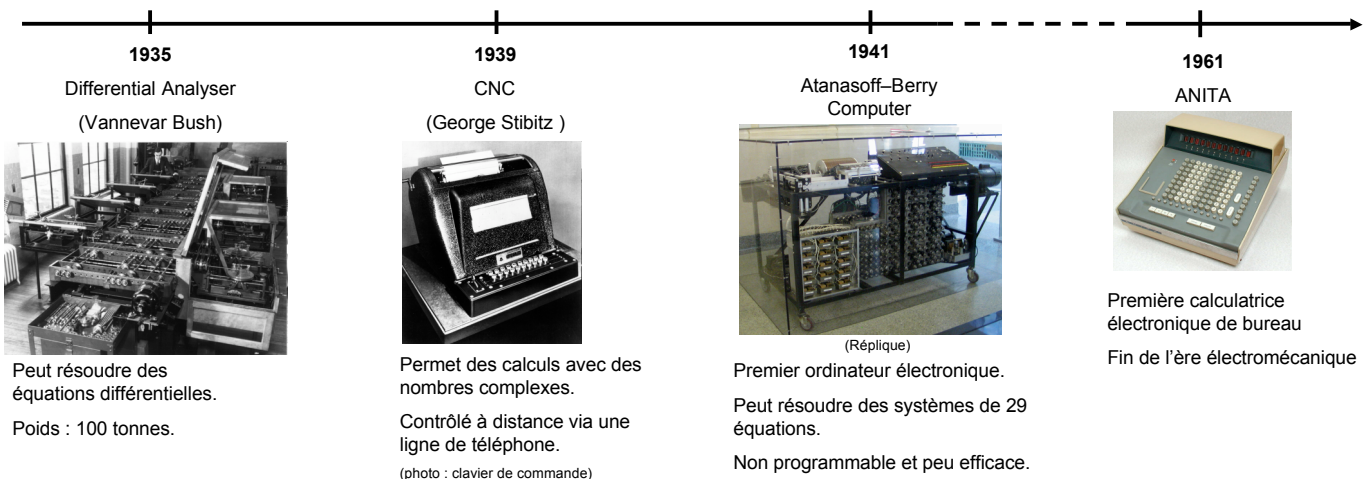 1935
Differential Analyser
(Vannevar Bush)
Peut résoudre des
équations différentielles.
Poids : 100 tonnes.
1939
CNC
(George Stibitz )
Permet des calculs avec des
nombres complexes.
Contrôlé à distance via une
ligne de téléphone.
(photo : clavier de commande)
1941
Atanasoff–Berry
Computer
(Réplique)
Premier ordinateur électronique.
Peut résoudre des systèmes de 29
équations.
Non programmable et peu efficace.
1961
ANITA
Première calculatrice
électronique de bureau
Fin de l'ère électromécanique